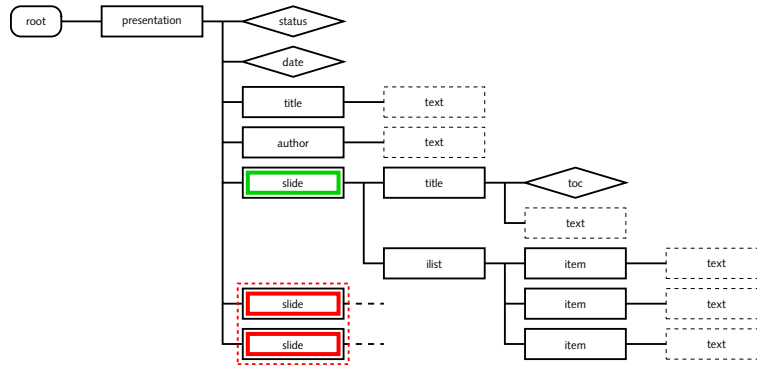 root presentation status
date
title text
author text
slide title toc
text
ilist item text
slide item text
slide item text